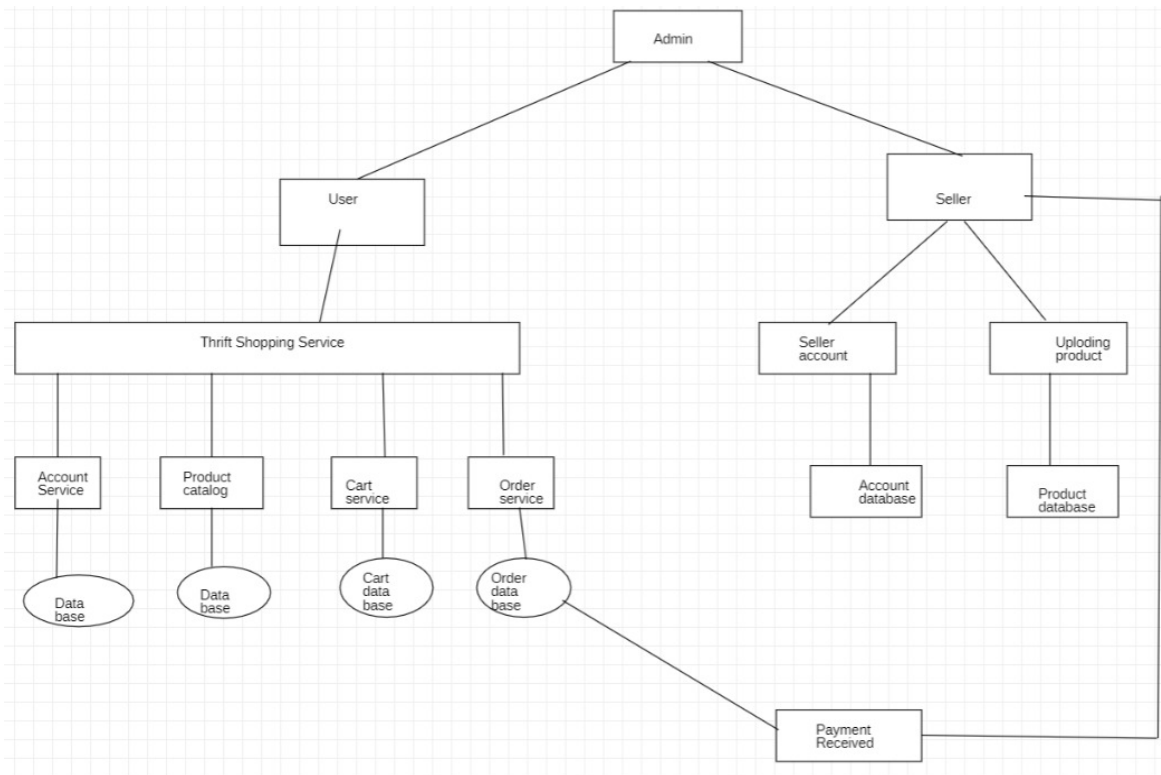 Admin
User
Seller
Thrift Shopping Service
Seller
account
Uploding
product
Account
Service
Product
catalog
Cart
service
Order
service
Account
database
Product
database
Data
base
Data
base
Cart
data
base
Order
data
base
Payment
Received